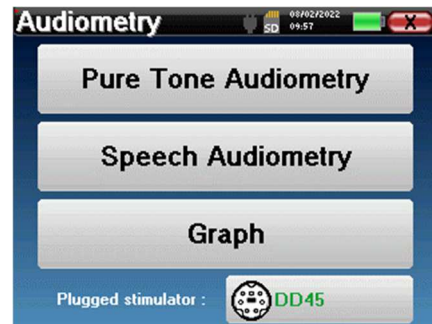 Audiometry
SD
08/02/2022
09:57
X
Pure Tone Audiometry
Speech Audiometry
Graph
Plugged stimulator : DD45